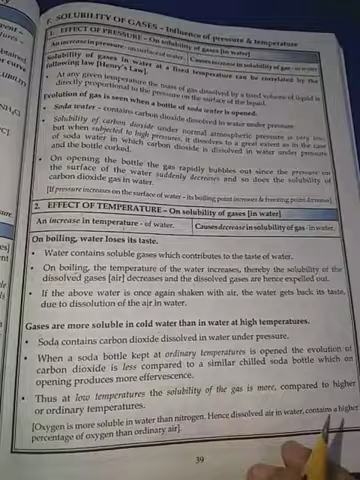 F. SOLUBILITY OF GASES – Influence of pressure & temperature
1. EFFECT OF PRESSURE – On solubility of gases [in water]
An increase in pressure - on surface of water. Causes increase in solubility of gas - in water
Solubility of gases in water at a fixed temperature can be correlated by the
following law [Henry's Law].
• At any given temperature the mass of gas dissolved by a fixed volume of liquid is
directly proportional to the pressure on the surface of the liquid.
Evolution of gas is seen when a bottle of soda water is opened.
• Soda water – contains carbon dioxide dissolved in water under pressure
• Solubility of carbon dioxide under normal atmospheric pressure is very low,
but when subjected to high pressures, it dissolves to a great extent as in the case
of soda water in which carbon dioxide is dissolved in water under pressure
and the bottle corked.
• On opening the bottle the gas rapidly bubbles out since the pressure on
the surface of the water suddenly decreases and so does the solubility of
carbon dioxide gas in water.
[If pressure increases on the surface of water – its boiling point increases & freezing point decrease]
2. EFFECT OF TEMPERATURE – On solubility of gases [in water]
An increase in temperature - of water. Causes decrease in solubility of gas - in water.
On boiling, water loses its taste.
• Water contains soluble gases which contributes to the taste of water.
• On boiling, the temperature of the water increases, thereby the solubility of the
dissolved gases [air] decreases and the dissolved gases are hence expelled out.
• If the above water is once again shaken with air, the water gets back its taste,
due to dissolution of the air in water.
Gases are more soluble in cold water than in water at high temperatures.
• Soda contains carbon dioxide dissolved in water under pressure.
• When a soda bottle kept at ordinary temperatures is opened the evolution of
carbon dioxide is less compared to a similar chilled soda bottle which on
opening produces more effervescence.
• Thus at low temperatures the solubility of the gas is more, compared to higher
or ordinary temperatures.
[Oxygen is more soluble in water than nitrogen. Hence dissolved air in water, contains a higher
percentage of oxygen than ordinary air].
39